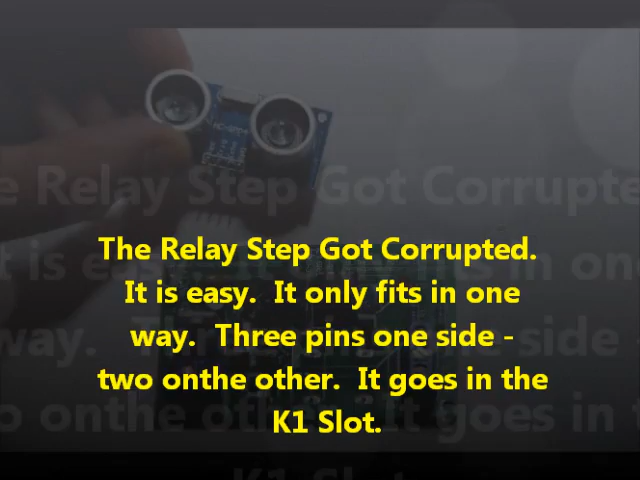 The Relay Step Got Corrupted.
It is easy.  It only fits in one
way.  Three pins one side -
two onthe other.  It goes in the
K1 Slot.